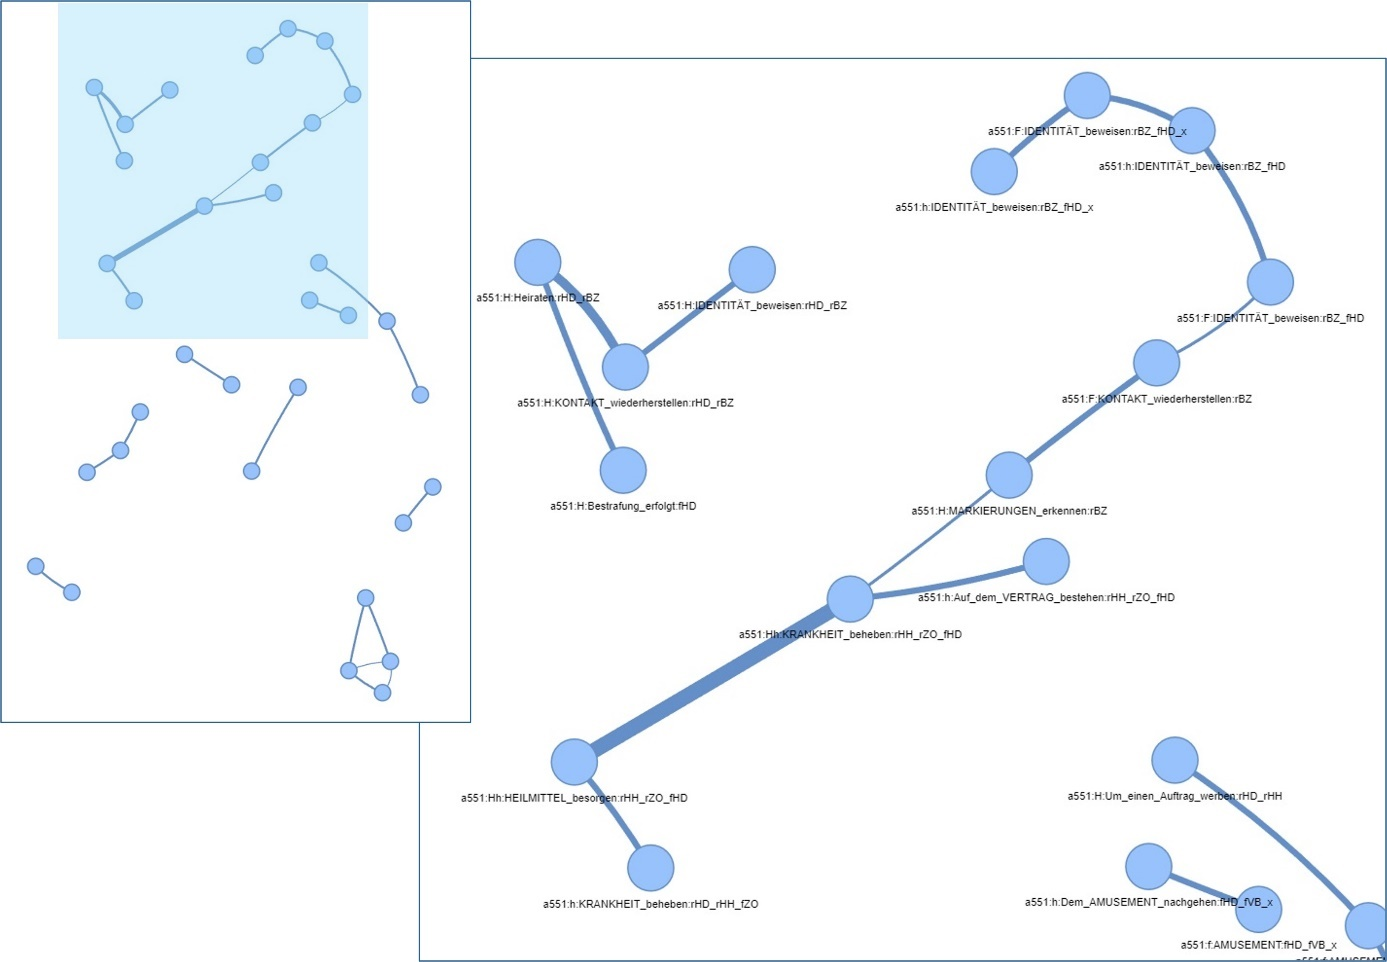 a551:F:IDENTITÄT_beweisen:rBZ_fHD_x
a551:h:IDENTITÄT_beweisen:rBZ_fHD
a551:h:IDENTITÄT_beweisen:rBZ_fHD_x
a551:H:Heiraten:rHD_rBZ
a551:H:IDENTITÄT_beweisen:rHD_rBZ
a551:F:IDENTITÄT_beweisen:rBZ_fHD
a551:H:KONTAKT_wiederherstellen:rHD_rBZ
a551:F:KONTAKT_wiederherstellen:rBZ
a551:H:Bestrafung_erfolgt:fHD
a551:H:MARKIERUNGEN_erkennen:rBZ
a551:h:Auf_dem_VERTRAG_bestehen:rHH_rZO_fHD
a551:Hh:KRANKHEIT_beheben:rHH_rZO_fHD
a551:Hh:HEILMITTEL_besorgen:rHH_rZO_fHD
a551:H:Um_einen_Auftrag_werben:rHD_rHH
a551:h:KRANKHEIT_beheben:rHD_rHH_fZO
a551:h:Dem_AMUSEMENT_nachgehen:fHD_fVB_x
a551:f:AMUSEMENT:fHD_fVB_x